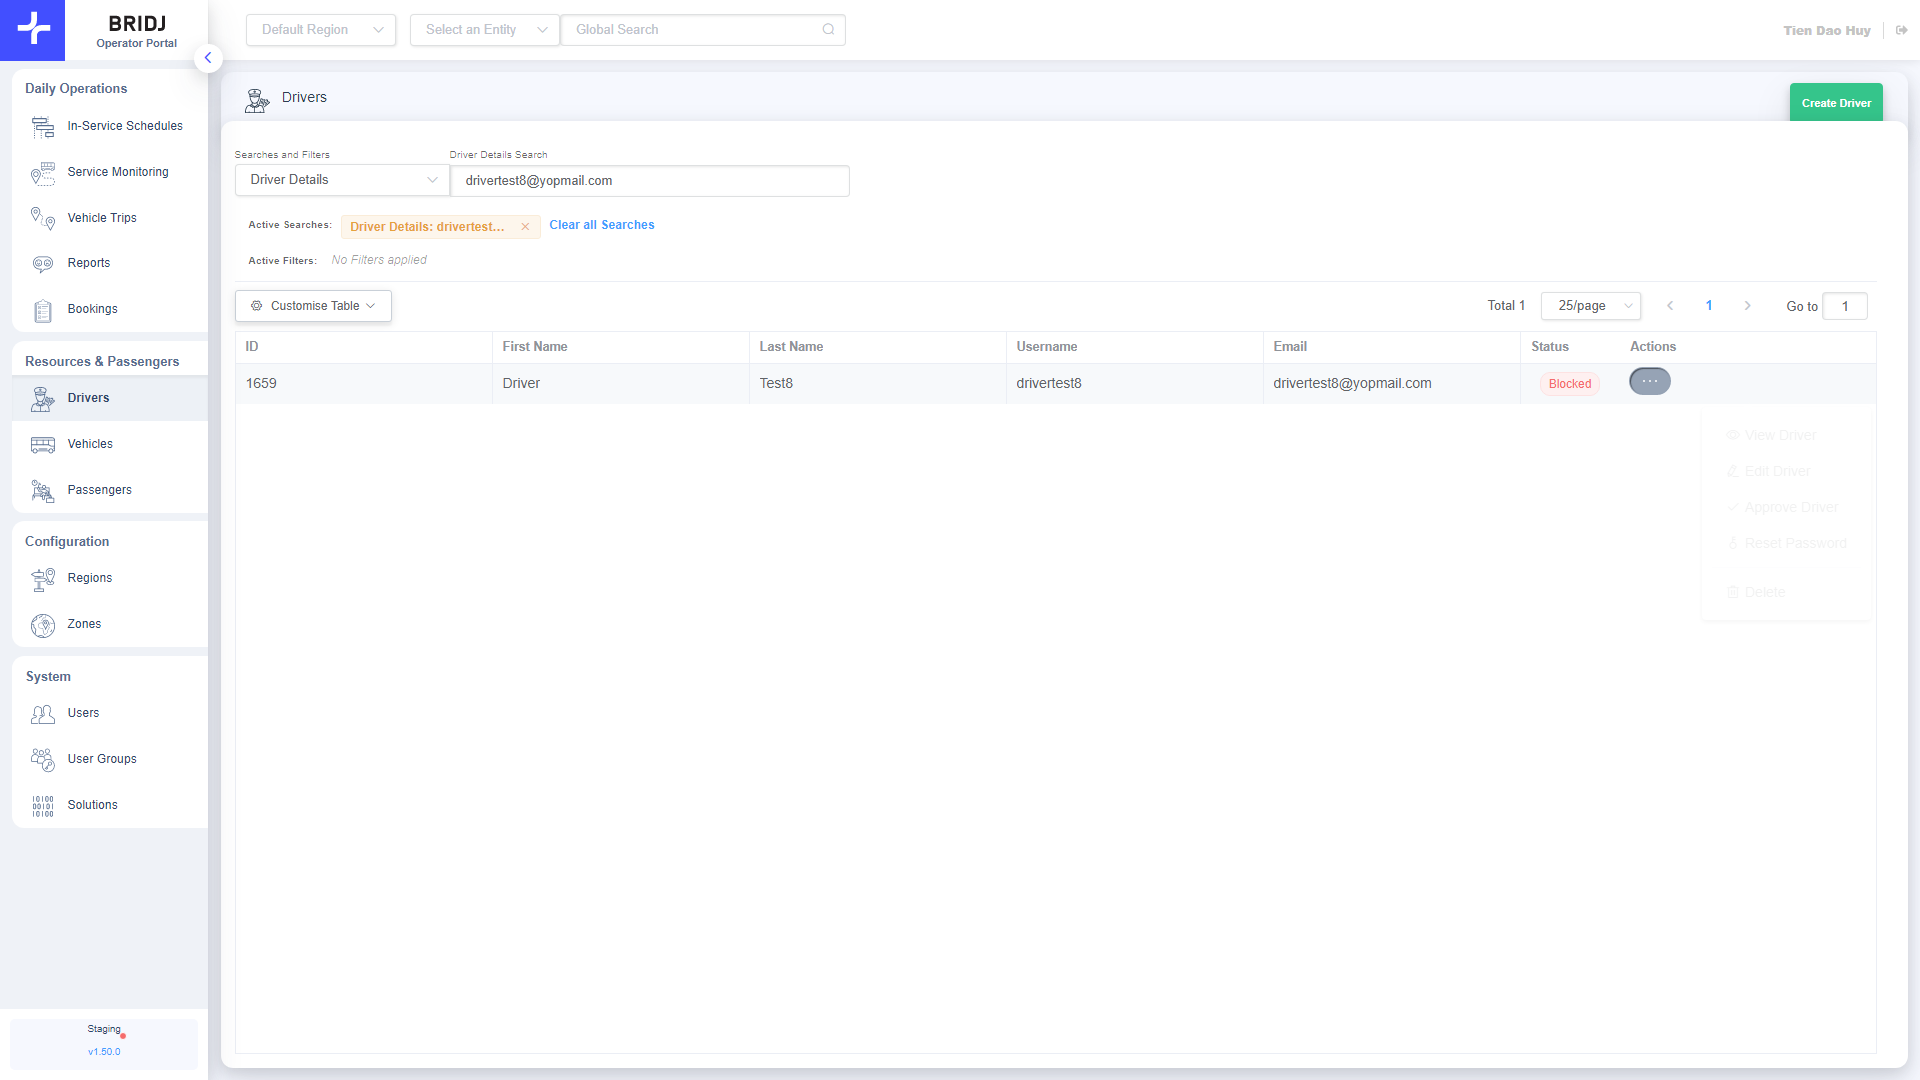 BRIDJ
Operator Portal
Default Region
Select an Entity
Global Search
Tien Dao Huy
Daily Operations
In-Service Schedules
Service Monitoring
Vehicle Trips
Reports
Bookings
Resources & Passengers
Drivers
Vehicles
Passengers
Configuration
Regions
Zones
System
Users
User Groups
Solutions
10100
00101
10100
Staging
v1.50.0
Drivers
Create Driver
Searches and Filters
Driver Details Search
Driver Details
drivertest8@yopmail.com
Active Searches:
Driver Details: drivertest...
Clear all Searches
Active Filters:
No Filters applied
Customise Table
Total 1
25/page
1
Go to
1
ID
First Name
Last Name
Username
Email
Status
Actions
1659
Driver
Test8
drivertest8
drivertest8@yopmail.com
Blocked
View Driver
Edit Driver
Approve Driver
Reset Password
Delete